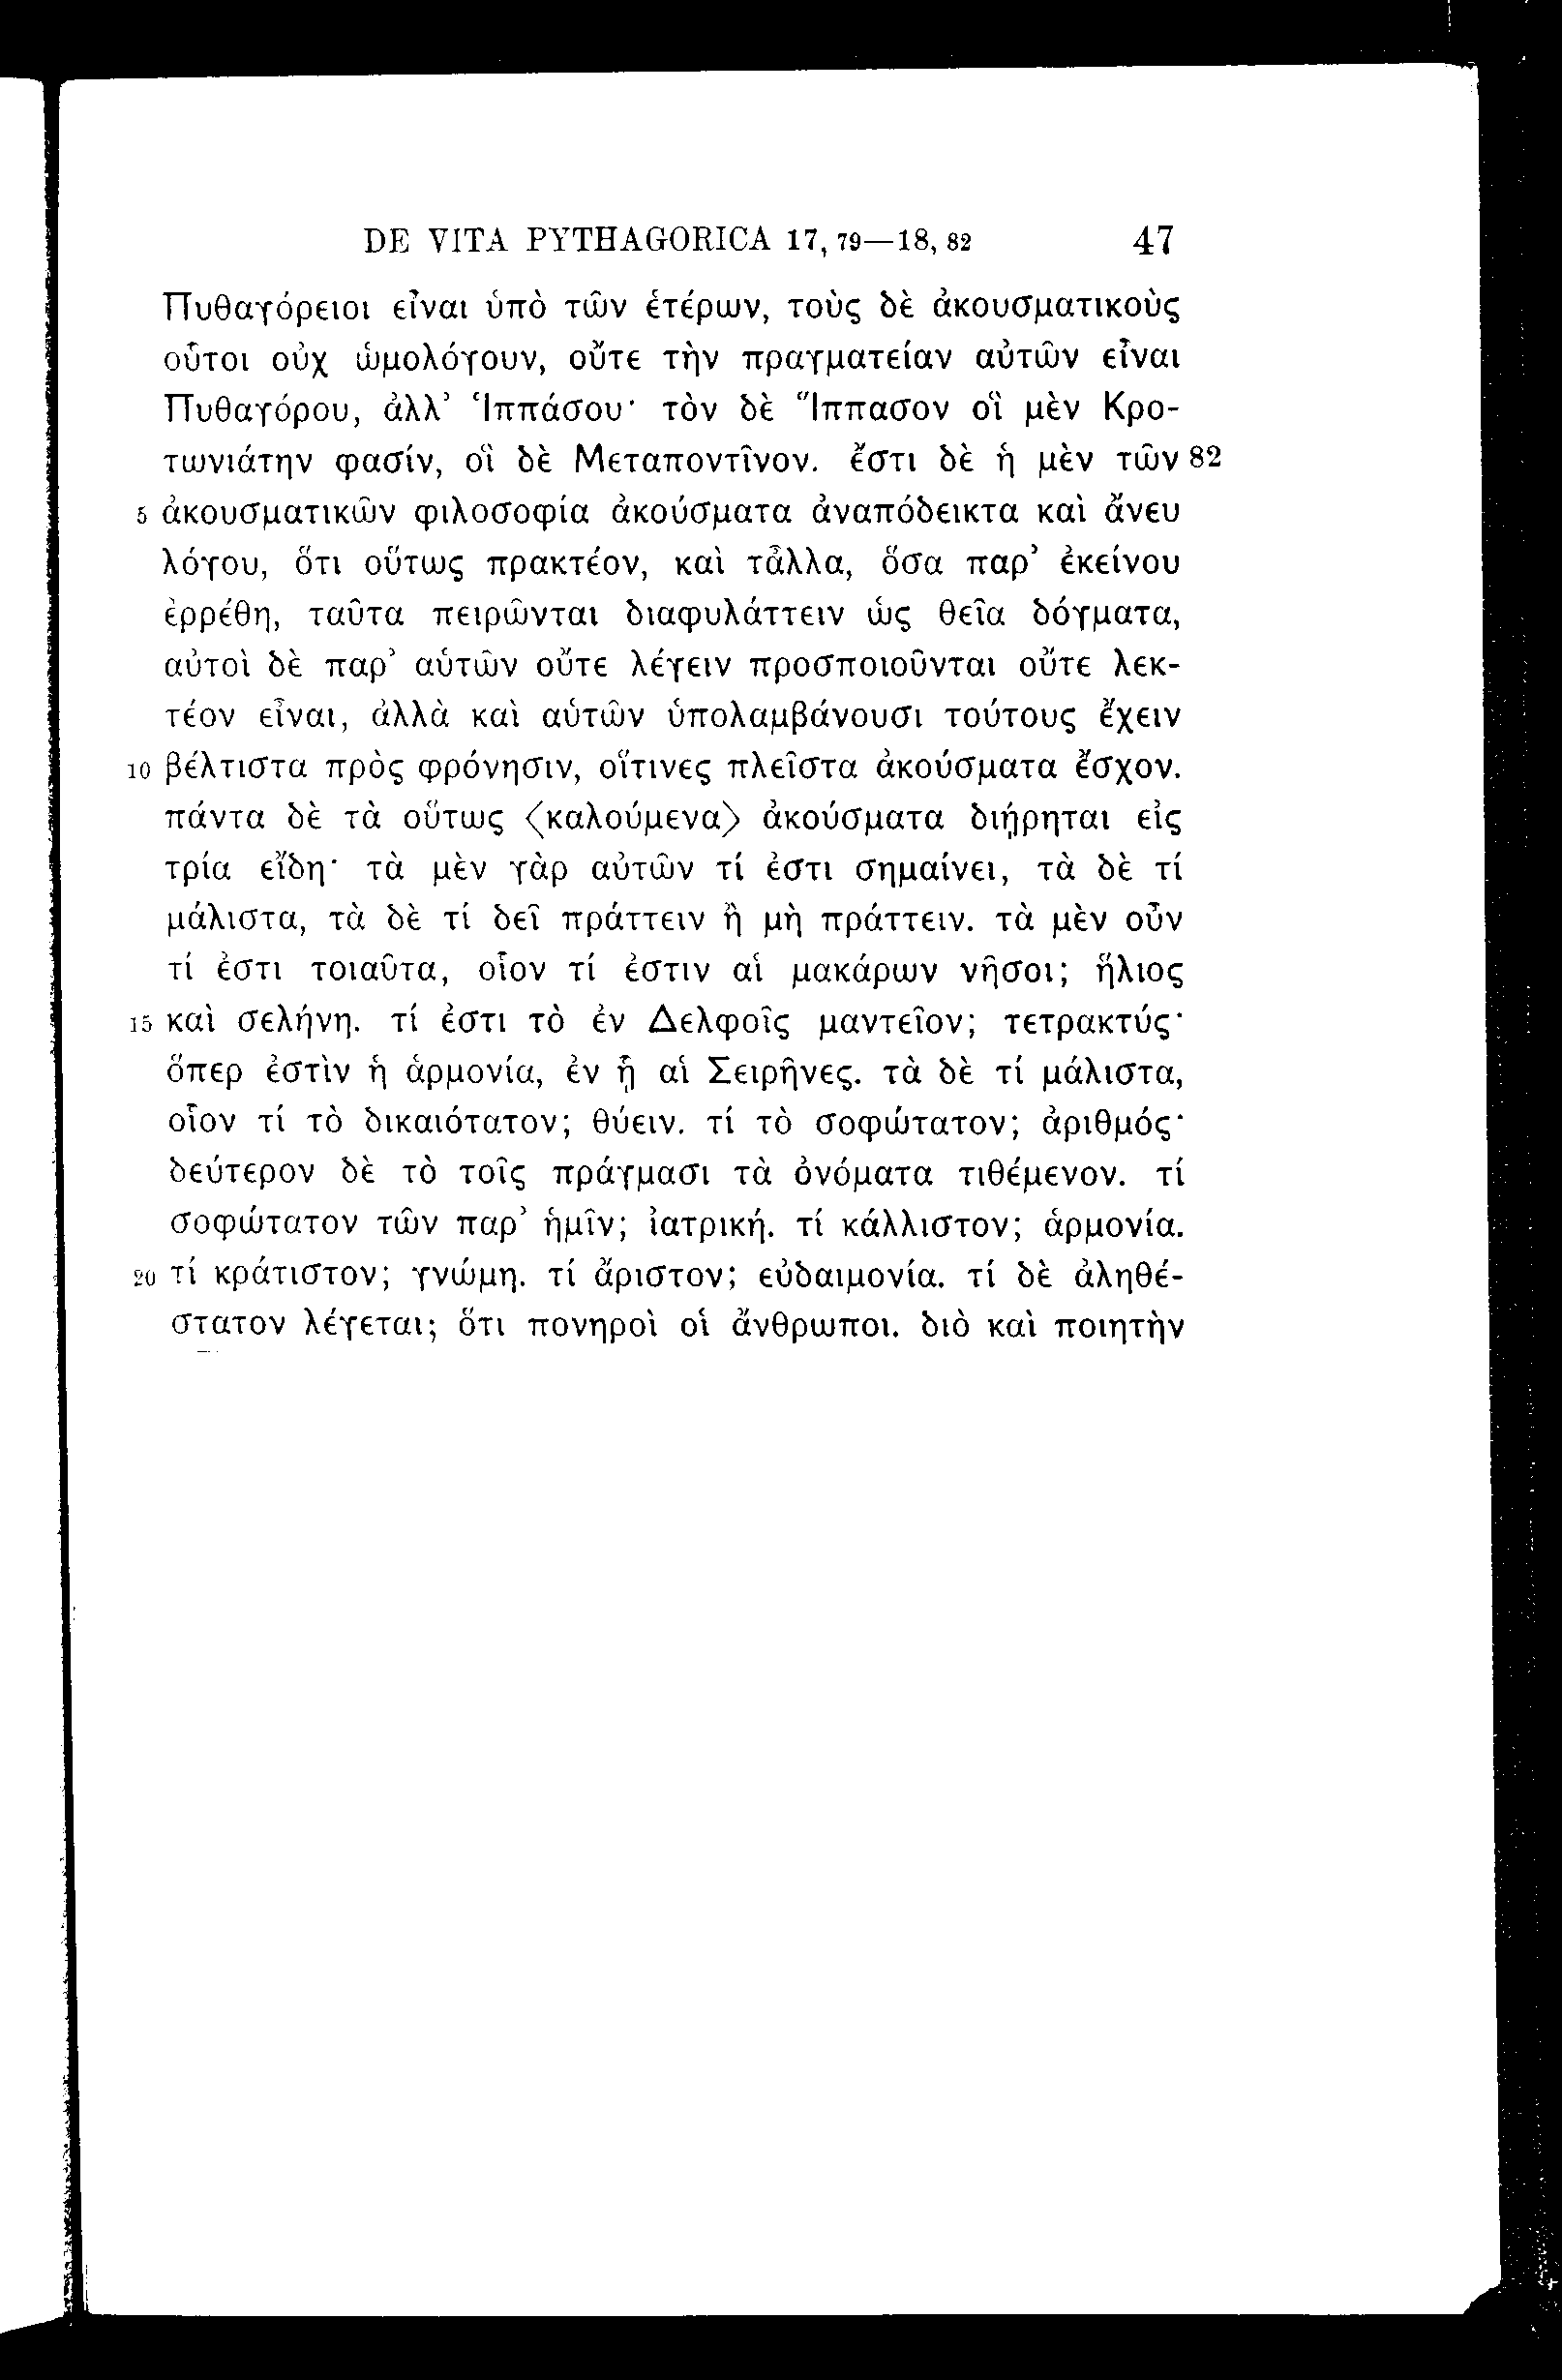 DE VITA PYTHAGORICA 17, 79—18, 82 47
Πυθαγόρειοι εἶναι ὑπὸ τῶν ἑτέρων, τοὺς δὲ ἀκουσματικοὺς
οὗτοι οὐχ ὡμολόγουν, οὔτε τὴν πραγματείαν αὐτῶν εἶναι
Πυθαγόρου, ἀλλ’ Ἱππάσου· τὸν δὲ Ἵππασον οἳ μὲν Κρο-
τωνιάτην φασίν, οἳ δὲ Μεταποντῖνον. ἔστι δὲ ἡ μὲν τῶν 82
5 ἀκουσματικῶν φιλοσοφία ἀκούσματα ἀναπόδεικτα καὶ ἄνευ
λόγου, ὅτι οὕτως πρακτέον, καὶ τἆλλα, ὅσα παρ’ ἐκείνου
ἐρρέθη, ταῦτα πειρῶνται διαφυλάττειν ὡς θεῖα δόγματα,
αὐτοὶ δὲ παρ’ αὑτῶν οὔτε λέγειν προσποιοῦνται οὔτε λεκ-
τέον εἶναι, ἀλλὰ καὶ αὑτῶν ὑπολαμβάνουσι τούτους ἔχειν
10 βέλτιστα πρὸς φρόνησιν, οἵτινες πλεῖστα ἀκούσματα ἔσχον.
πάντα δὲ τὰ οὕτως ⟨καλούμενα⟩ ἀκούσματα διῄρηται εἰς
τρία εἴδη· τὰ μὲν γὰρ αὐτῶν τί ἐστι σημαίνει, τὰ δὲ τί
μάλιστα, τὰ δὲ τί δεῖ πράττειν ἢ μὴ πράττειν. τὰ μὲν οὖν
τί ἐστι τοιαῦτα, οἷον τί ἐστιν αἱ μακάρων νῆσοι; ἥλιος
15 καὶ σελήνη. τί ἐστι τὸ ἐν Δελφοῖς μαντεῖον; τετρακτύς·
ὅπερ ἐστὶν ἡ ἁρμονία, ἐν ᾗ αἱ Σειρῆνες. τὰ δὲ τί μάλιστα,
οἷον τί τὸ δικαιότατον; θύειν. τί τὸ σοφώτατον; ἀριθμός·
δεύτερον δὲ τὸ τοῖς πράγμασι τὰ ὀνόματα τιθέμενον. τί
σοφώτατον τῶν παρ’ ἡμῖν; ἰατρική. τί κάλλιστον; ἁρμονία.
20 τί κράτιστον; γνώμη. τί ἄριστον; εὐδαιμονία. τί δὲ ἀληθέ-
στατον λέγεται; ὅτι πονηροὶ οἱ ἄνθρωποι. διὸ καὶ ποιητὴν